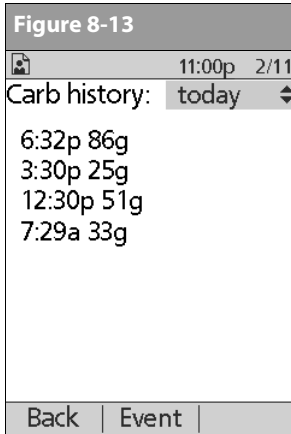 Figure 8-13
11:00p 2/11
Carb history: today
6:32p 86g
3:30p 25g
12:30p 51g
7:29a 33g
Back | Event |